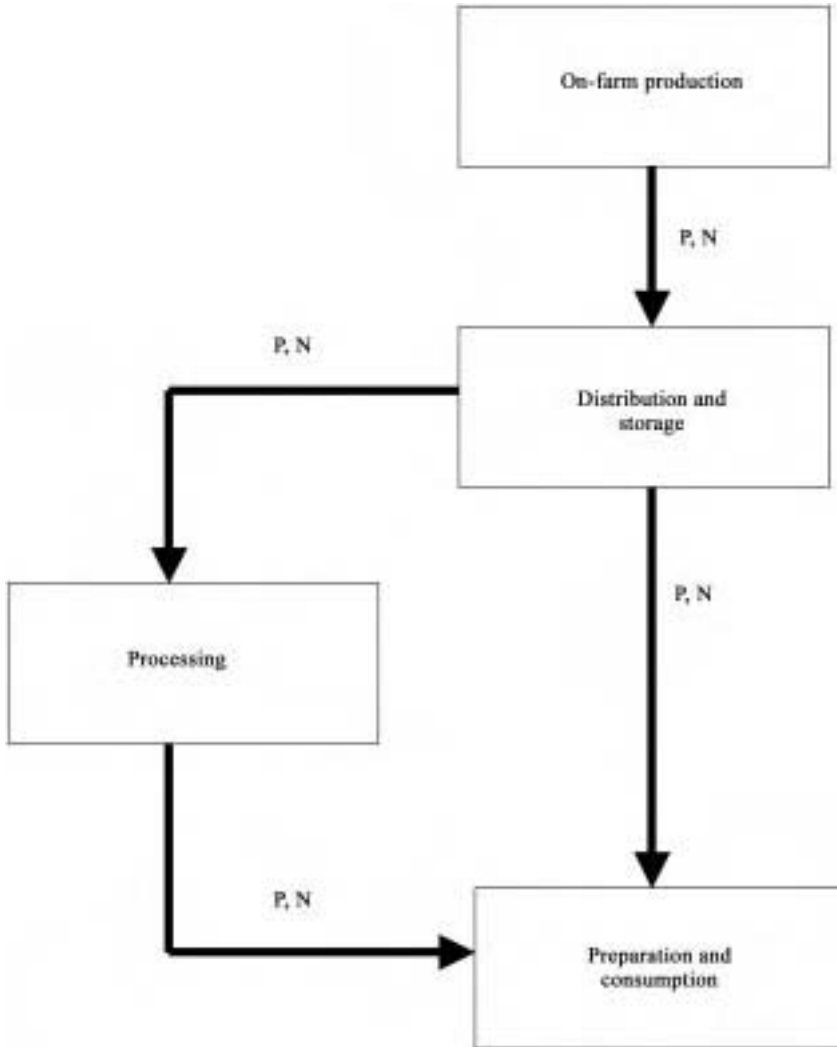 On-farm production
P, N
P, N
Distribution and
storage
P, N
Processing
P, N
Preparation and
consumption